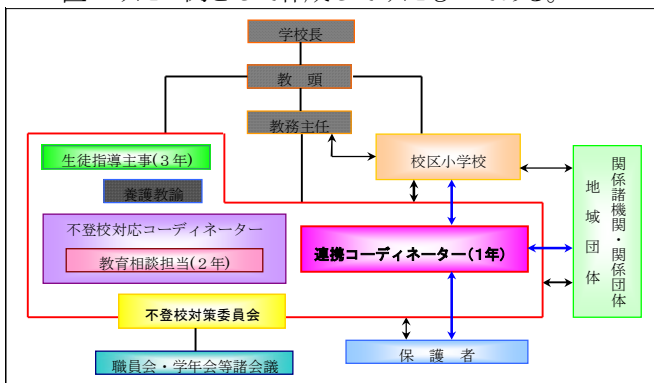 学校長
教 頭
教務主任
生徒指導主事(３年)
校区小学校
養護教諭
不登校対応コーディネーター
教育相談担当(２年)
連携コーディネーター(1年)
関係諸機関・関係団体
地 域 団 体
不登校対策委員会
職員会・学年会等諸会議
保 護 者